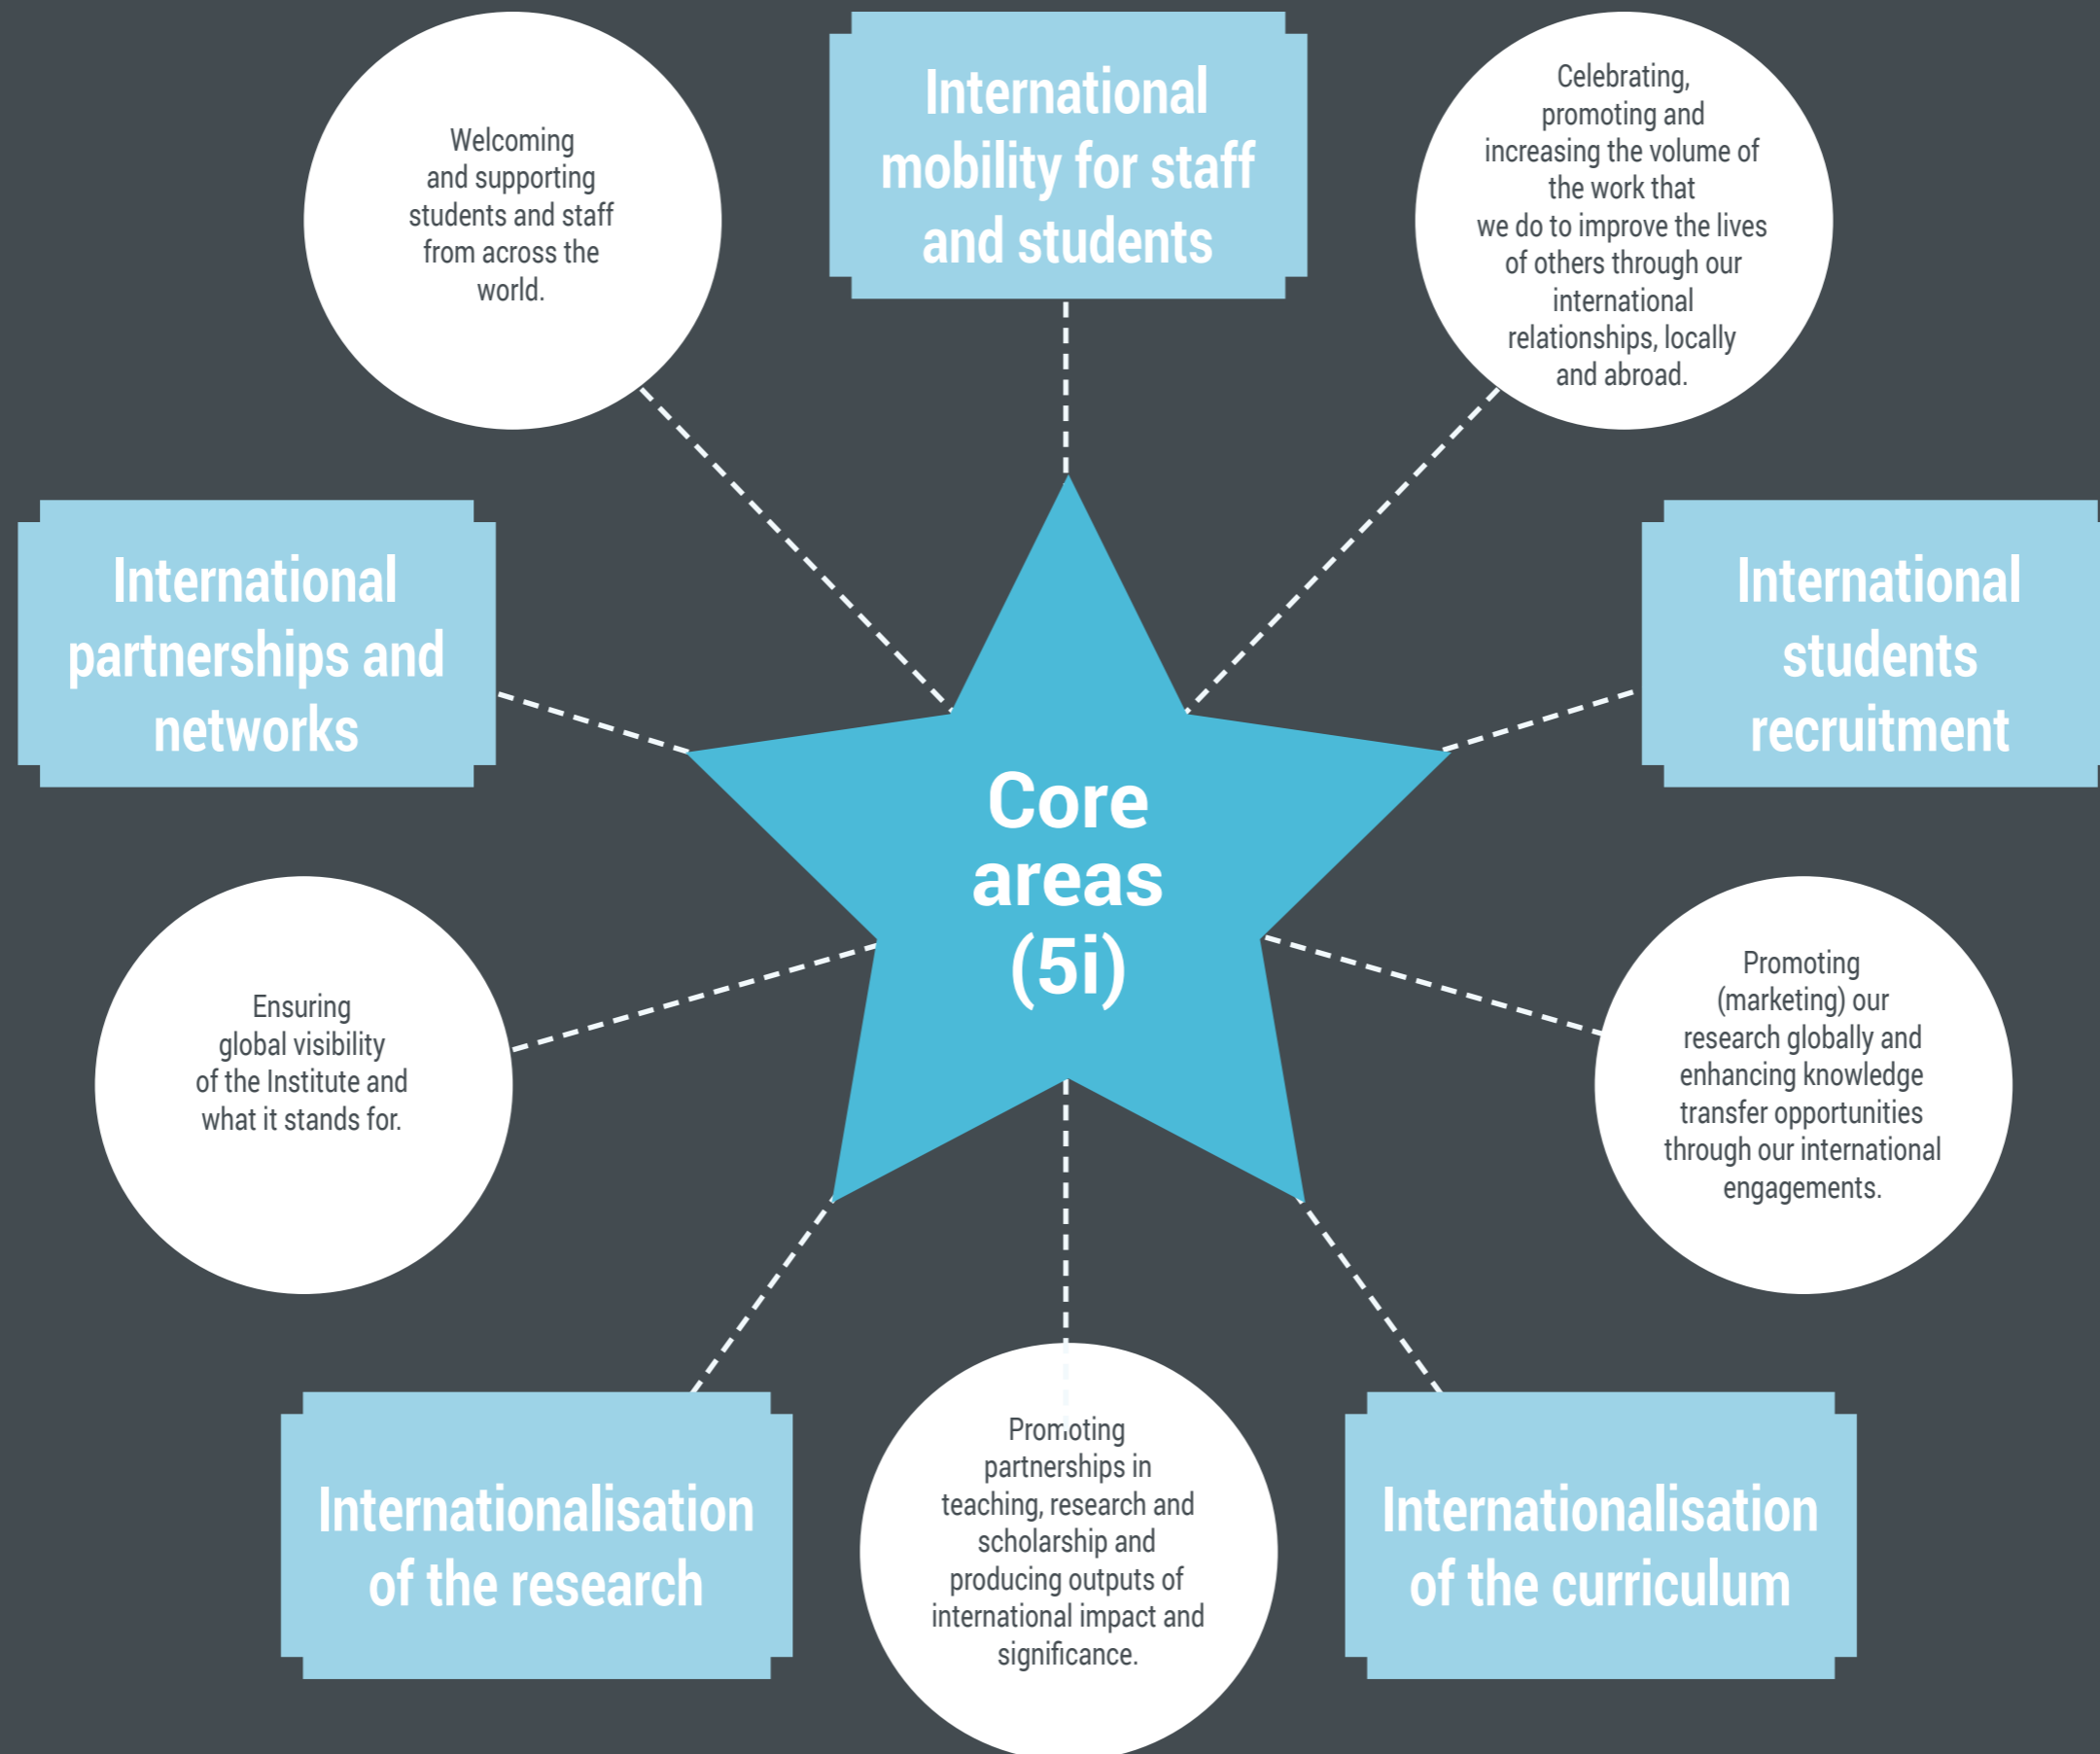 Welcoming
and supporting
students and staff
from across the
world.
International
mobility for staff
and students
Celebrating,
promoting and
increasing the volume of
the work that
we do to improve the lives
of others through our
international
relationships, locally
and abroad.
International
partnerships and
networks
International
students
recruitment
Core
areas
(5i)
Ensuring
global visibility
of the Institute and
what it stands for.
Promoting
(marketing) our
research globally and
enhancing knowledge
transfer opportunities
through our international
engagements.
Internationalisation
of the research
Promoting
partnerships in
teaching, research and
scholarship and
producing outputs of
international impact and
significance.
Internationalisation
of the curriculum